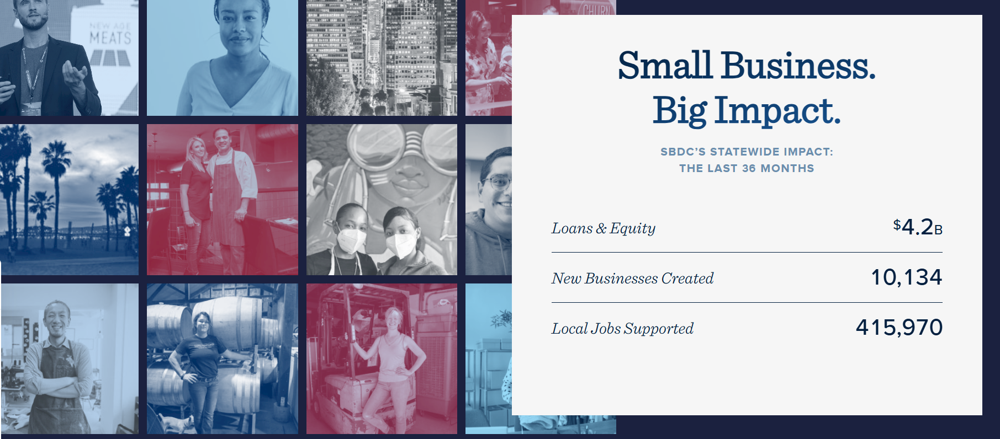 NEW AGE
MEATS
CHURN
Small Business.
Big Impact.
SBDC’S STATEWIDE IMPACT:
THE LAST 36 MONTHS
Loans & Equity
$4.2B
New Businesses Created
10,134
Local Jobs Supported
415,970